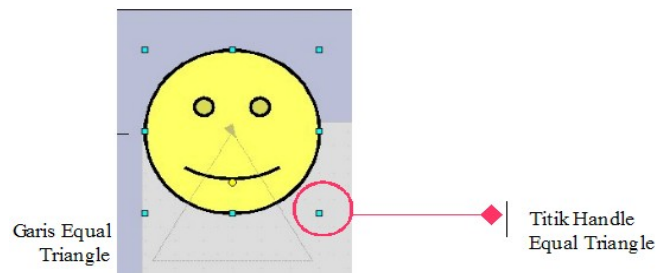 Garis Equal
Triangle
Titik Handle
Equal Triangle